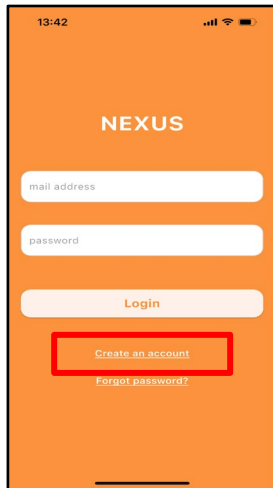 13:42
NEXUS
mail address
password
Login
Create an account
Forgot password?